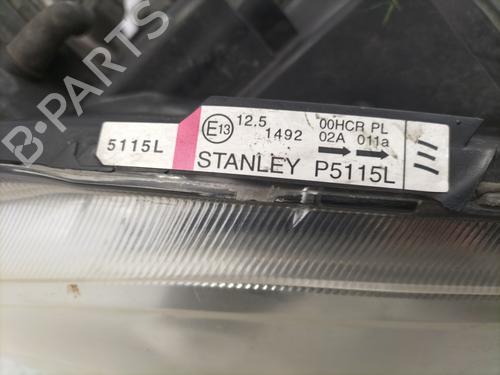 B-PARTS
5115L
E13
12,5
1492
00HCR PL
02A 011a
STANLEY P5115L